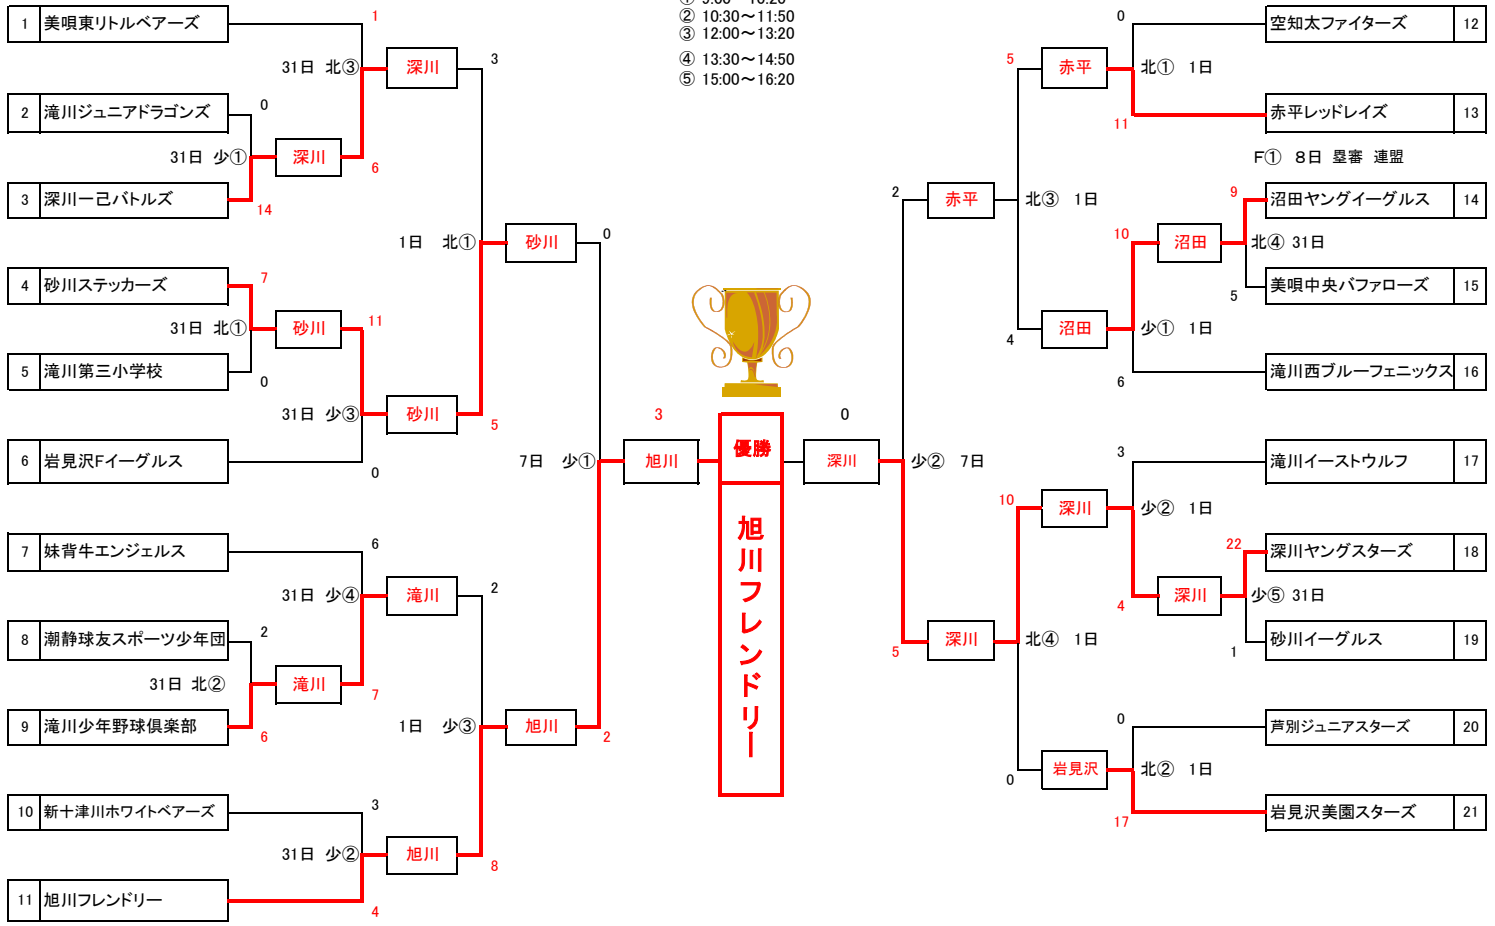 ② 10:30～11:50
③ 12:00～13:20
④ 13:30～14:50
⑤ 15:00～16:20
1 美唄東リトルベアーズ
1
31日 北③
深川
3
2 滝川ジュニアドラゴンズ
0
31日 少①
深川
6
3 深川一己バトルズ
14
1日 北①
砂川
0
4 砂川ステッカーズ
7
31日 北①
砂川
11
5 滝川第三小学校
0
31日 少③
砂川
5
6 岩見沢Fイーグルス
0
7日 少①
旭川
3
7 妹背牛エンジェルス
6
31日 少④
滝川
2
8 潮静球友スポーツ少年団
2
31日 北②
滝川
7
9 滝川少年野球倶楽部
6
1日 少③
旭川
2
10 新十津川ホワイトベアーズ
3
31日 少②
旭川
8
11 旭川フレンドリー
4
優勝
旭川フレンドリー
0
深川
少② 7日
2
赤平
北③ 1日
5
赤平
北① 1日
0
空知太ファイターズ 12
11
赤平レッドレイズ 13
F① 8日 塁審 連盟
9
沼田ヤングイーグルス 14
10
沼田
北④ 31日
5
美唄中央バファローズ 15
4
沼田
少① 1日
6
滝川西ブルーフェニックス 16
3
滝川イーストウルフ 17
10
深川
少② 1日
22
深川ヤングスターズ 18
4
深川
少⑤ 31日
1
砂川イーグルス 19
5
深川
北④ 1日
0
芦別ジュニアスターズ 20
0
岩見沢
北② 1日
17
岩見沢美園スターズ 21